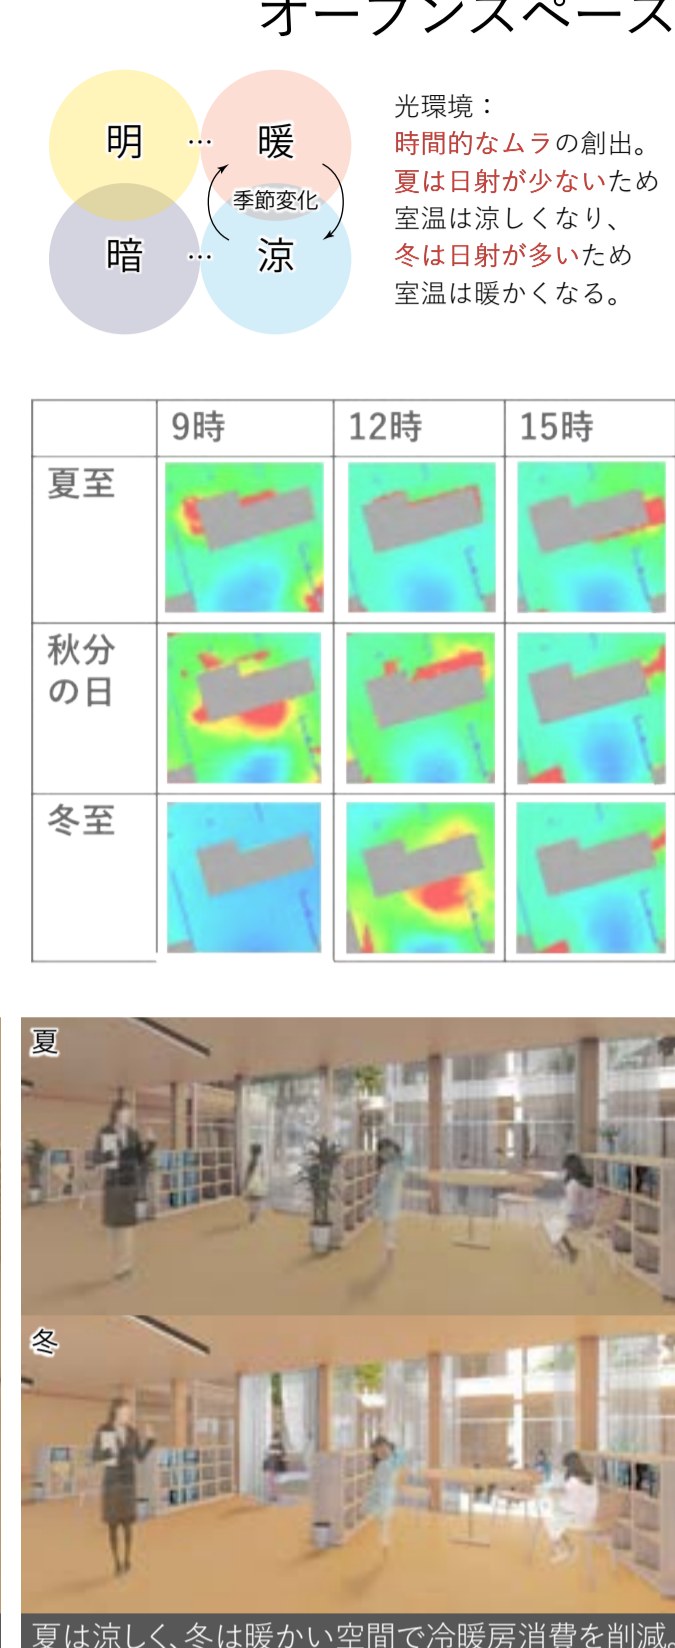 オープンスペース
明 … 暖
季節変化
暗 … 涼
光環境：
時間的なムラの創出。
夏は日射が少ないため
室温は涼しくなり、
冬は日射が多いため
室温は暖かくなる。
9時 12時 15時
夏至
秋分
の日
冬至
夏
冬
夏は涼しく、冬は暖かい空間で冷暖房消費を削減。